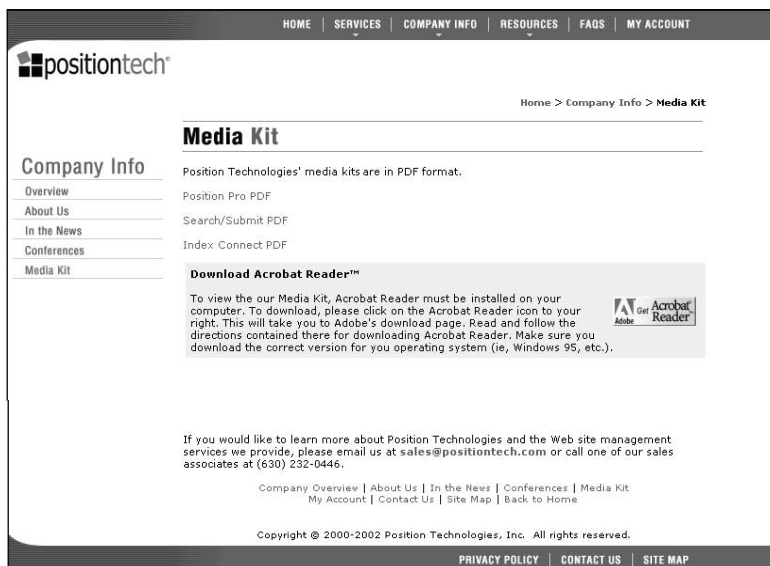 HOME | SERVICES | COMPANY INFO | RESOURCES | FAQS | MY ACCOUNT
positiontech®
Home > Company Info > Media Kit
Media Kit
Company Info
Overview
About Us
In the News
Conferences
Media Kit
Position Technologies' media kits are in PDF format.
Position Pro PDF
Search/Submit PDF
Index Connect PDF
Download Acrobat Reader™
To view the our Media Kit, Acrobat Reader must be installed on your
computer. To download, please click on the Acrobat Reader icon to your
right. This will take you to Adobe's download page. Read and follow the
directions contained there for downloading Acrobat Reader. Make sure you
download the correct version for you operating system (ie, Windows 95, etc.).
Adobe Get Acrobat Reader
If you would like to learn more about Position Technologies and the Web site management
services we provide, please email us at sales@positiontech.com or call one of our sales
associates at (630) 232-0446.
Company Overview | About Us | In the News | Conferences | Media Kit
My Account | Contact Us | Site Map | Back to Home
Copyright © 2000-2002 Position Technologies, Inc. All rights reserved.
PRIVACY POLICY | CONTACT US | SITE MAP